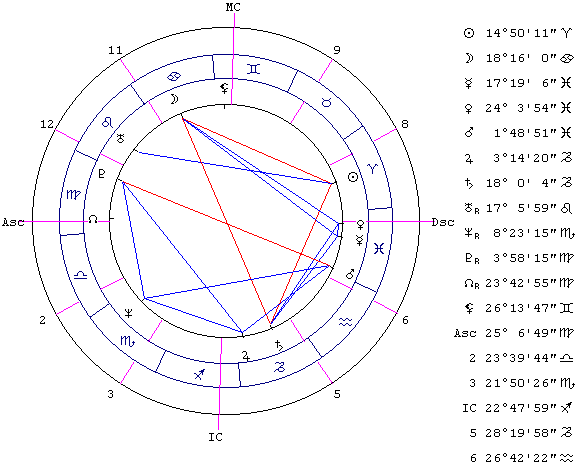 MC
11
9
12
8
Asc
Dsc
2
6
3
5
IC
☉ 14°50'11" ♈
☽ 18°16' 0" ♋
☿ 17°19' 6" ♓
♀ 24° 3'54" ♓
♂ 1°48'51" ♓
♃ 3°14'20" ♑
♄ 18° 0' 4" ♑
♅R 17° 5'59" ♌
♆R 8°23'15" ♏
♇R 3°58'15" ♍
☊R 23°42'55" ♍
⚸ 26°13'47" ♊
Asc 25° 6'49" ♍
2 23°39'44" ♎
3 21°50'26" ♏
IC 22°47'59" ♐
5 28°19'58" ♑
6 26°42'22" ♒